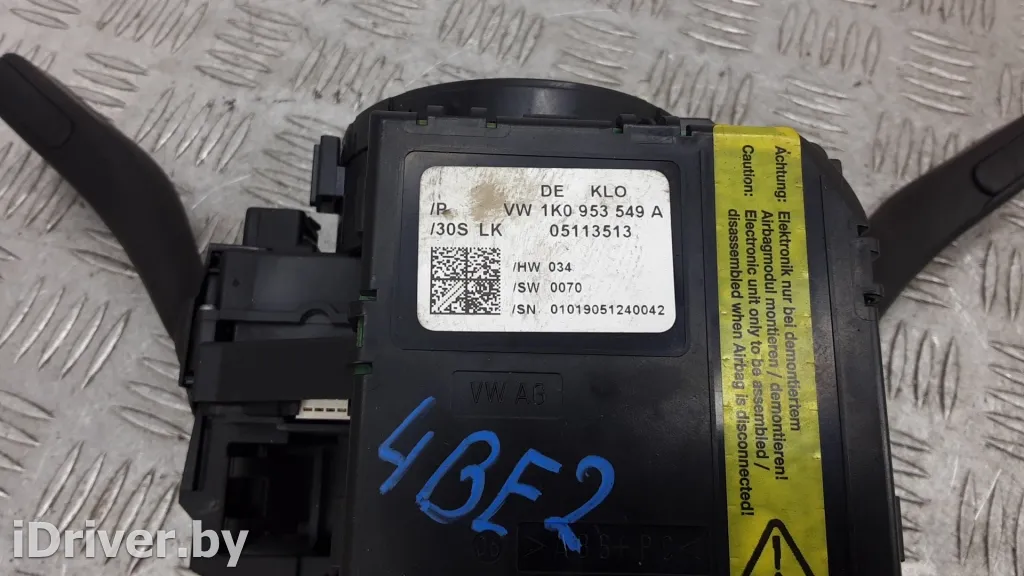 DE KLO
/P. VW 1K0 953 549 A
/30S LK 05113513
/HW 034
/SW 0070
/SN 01019051240042
VW AG
4BE2
Achtung: Elektronik nur bei demontiertem
Airbagmodul montieren / demontieren!
Caution: Electronic unit only to be assembled /
disassembled when Airbag is disconnected!
iDriver.by